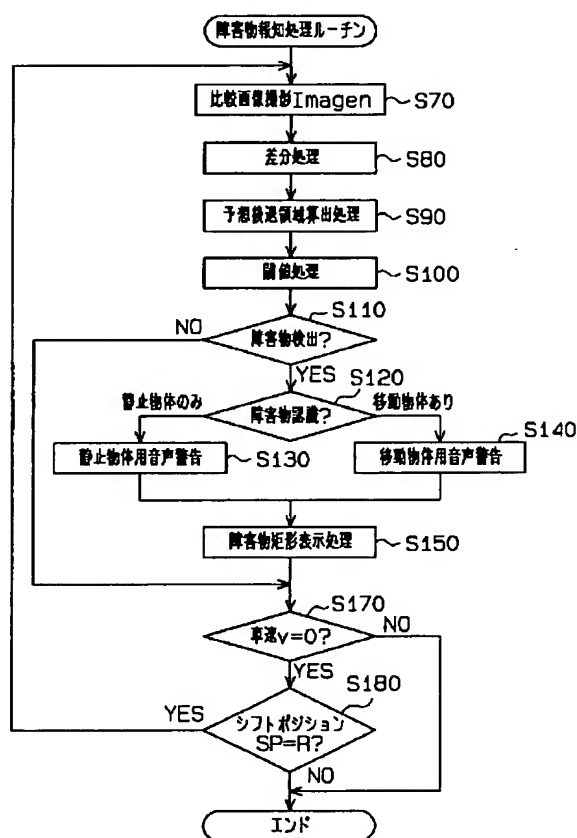 障害物報知処理ルーチン
比較画像撮影Imagen
S70
差分処理
S80
予想後退領域算出処理
S90
閾値処理
S100
S110
NO
障害物検出?
YES
S120
静止物体のみ
障害物認識?
移動物体あり
S140
静止物体用音声警告
S130
移動物体用音声警告
障害物矩形表示処理
S150
S170
車速v=0?
NO
YES
S180
YES
シフトポジション
SP=R?
NO
エンド